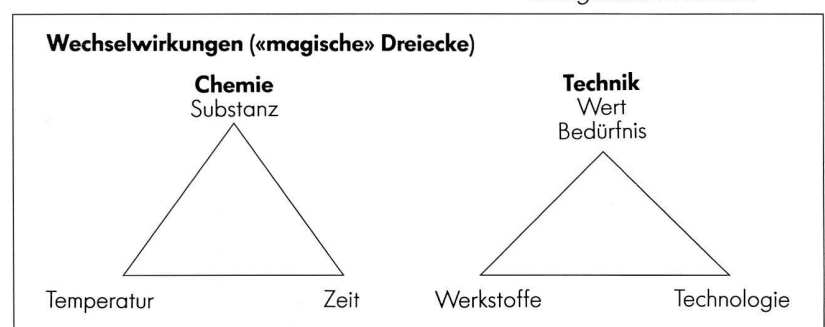 Wechselwirkungen («magische» Dreiecke)
Chemie
Substanz
Temperatur
Zeit
Technik
Wert
Bedürfnis
Werkstoffe
Technologie